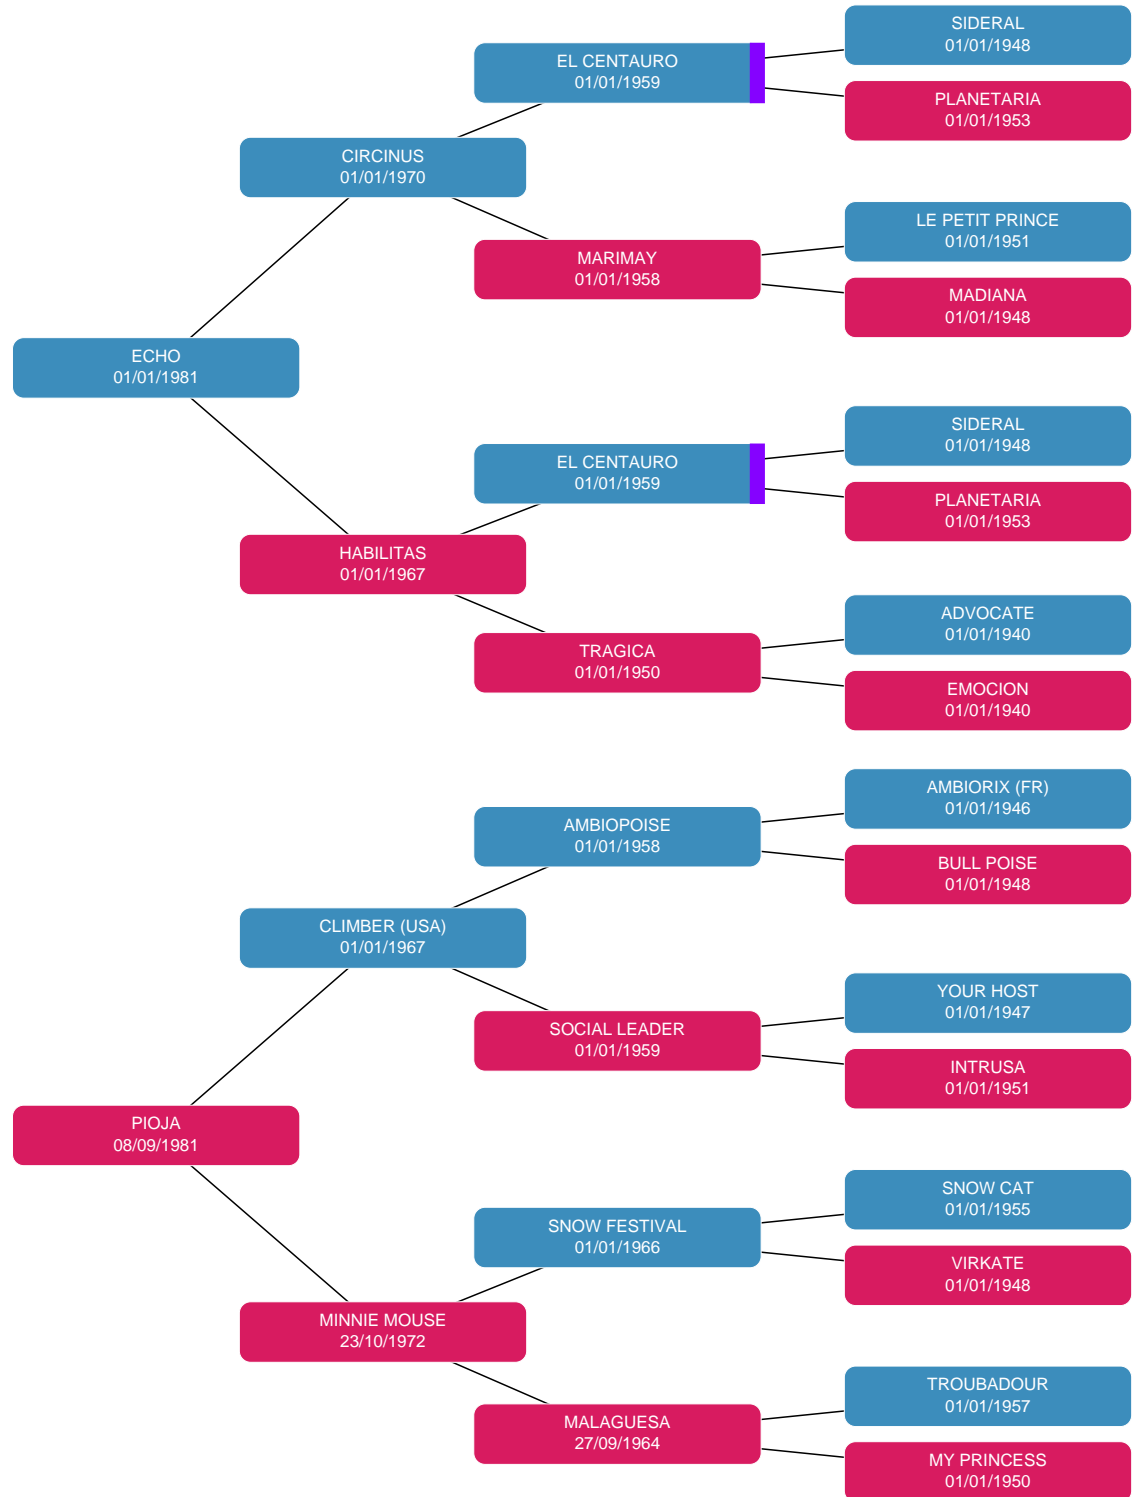 SIDERAL
01/01/1948
EL CENTAURO
01/01/1959
PLANETARIA
01/01/1953
CIRCINUS
01/01/1970
LE PETIT PRINCE
01/01/1951
MARIMAY
01/01/1958
MADIANA
01/01/1948
ECHO
01/01/1981
SIDERAL
01/01/1948
EL CENTAURO
01/01/1959
PLANETARIA
01/01/1953
HABILITAS
01/01/1967
ADVOCATE
01/01/1940
TRAGICA
01/01/1950
EMOCION
01/01/1940
AMBIORIX (FR)
01/01/1946
AMBIOPOISE
01/01/1958
BULL POISE
01/01/1948
CLIMBER (USA)
01/01/1967
YOUR HOST
01/01/1947
SOCIAL LEADER
01/01/1959
INTRUSA
01/01/1951
PIOJA
08/09/1981
SNOW CAT
01/01/1955
SNOW FESTIVAL
01/01/1966
VIRKATE
01/01/1948
MINNIE MOUSE
23/10/1972
TROUBADOUR
01/01/1957
MALAGUESA
27/09/1964
MY PRINCESS
01/01/1950